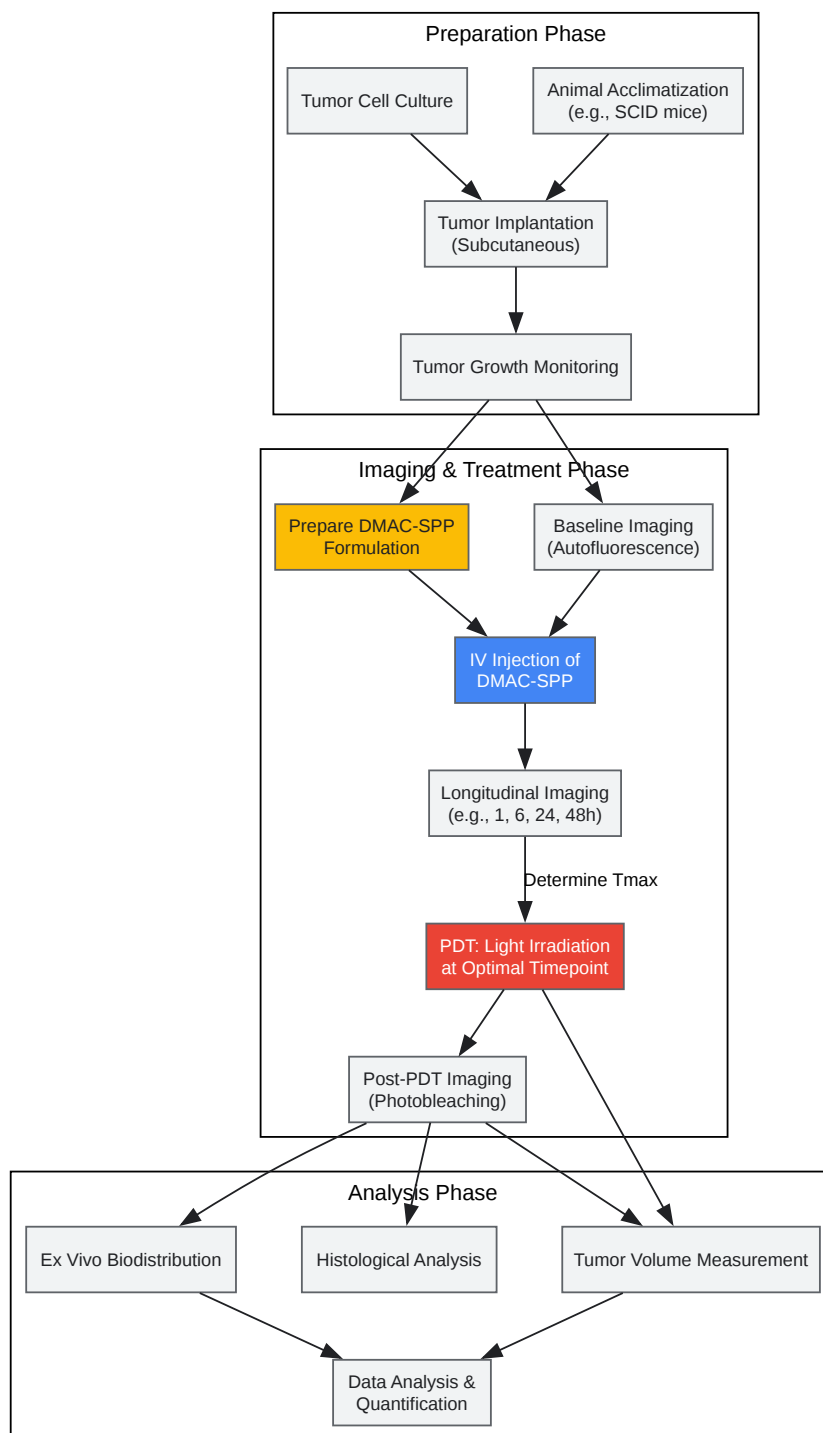 Preparation Phase
Tumor Cell Culture
Animal Acclimatization
(e.g., SCID mice)
Tumor Implantation
(Subcutaneous)
Tumor Growth Monitoring
Imaging & Treatment Phase
Prepare DMAC-SPP
Formulation
Baseline Imaging
(Autofluorescence)
IV Injection of
DMAC-SPP
Longitudinal Imaging
(e.g., 1, 6, 24, 48h)
Determine Tmax
PDT: Light Irradiation
at Optimal Timepoint
Post-PDT Imaging
(Photobleaching)
Analysis Phase
Ex Vivo Biodistribution
Histological Analysis
Tumor Volume Measurement
Data Analysis &
Quantification